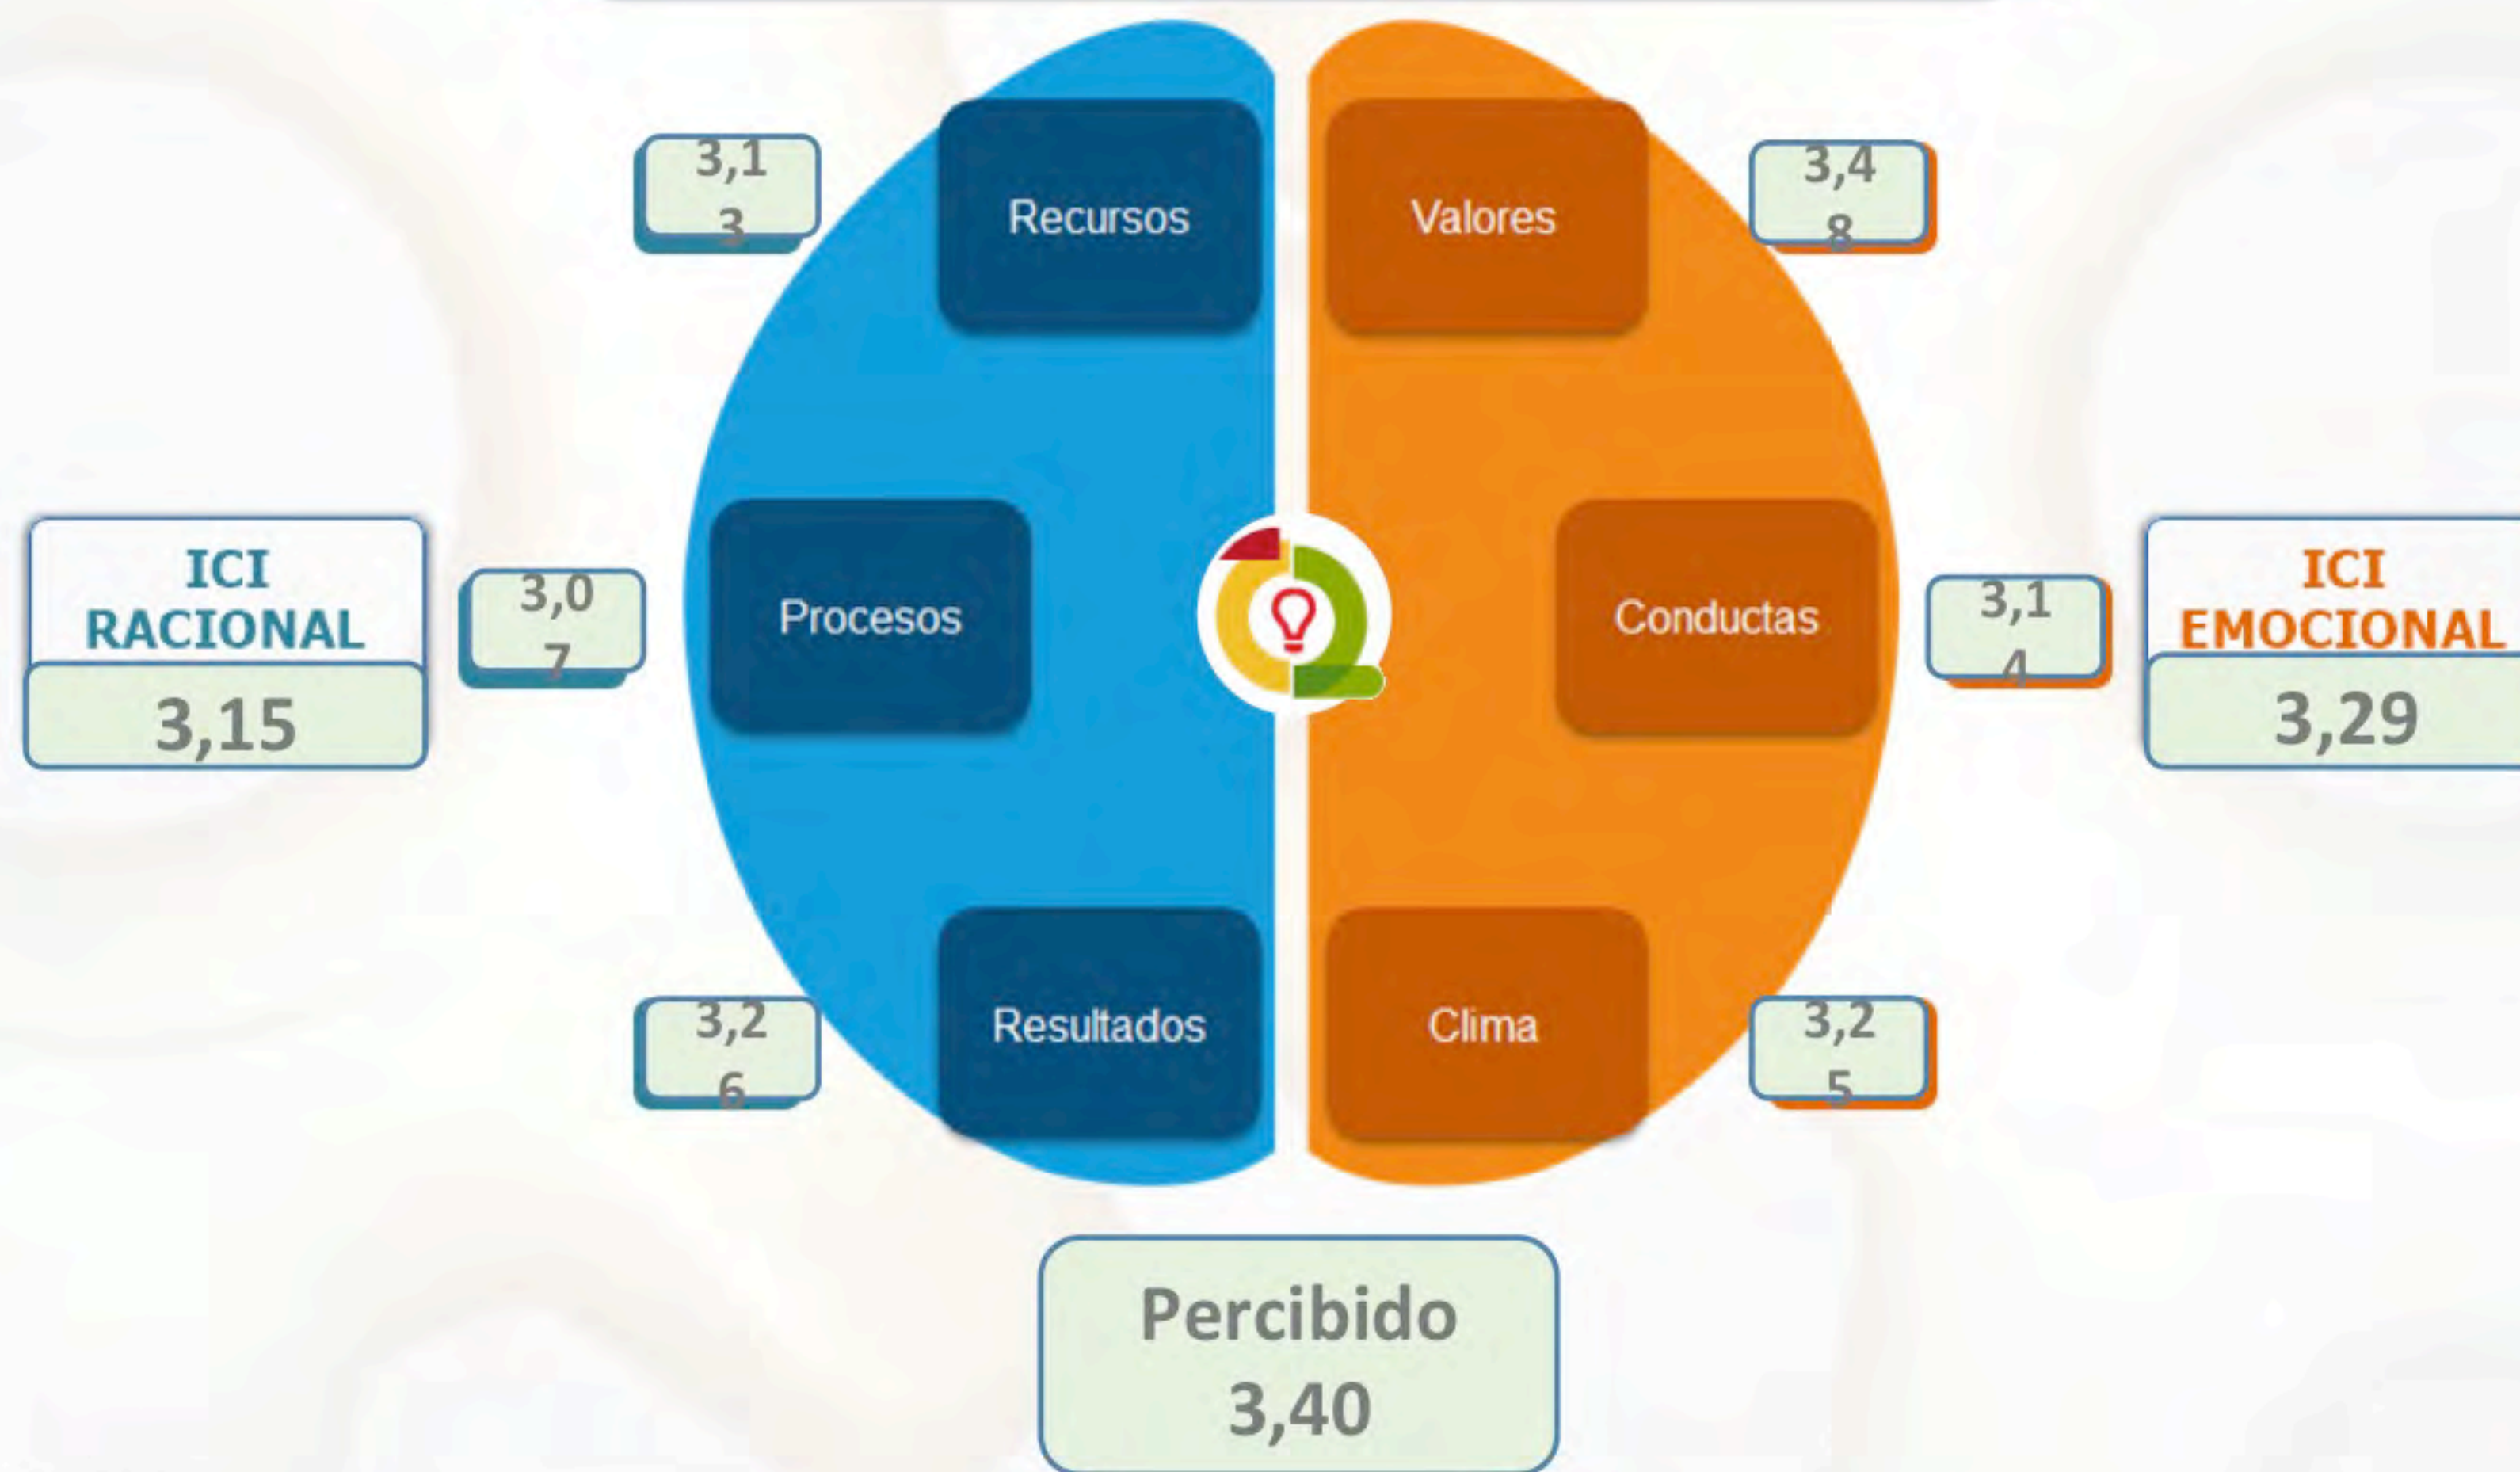 3,1
3
Recursos
Valores
3,4
8
ICI
RACIONAL
3,15
3,0
7
Procesos
Conductas
3,1
4
ICI
EMOCIONAL
3,29
3,2
6
Resultados
Clima
3,2
5
Percibido
3,40